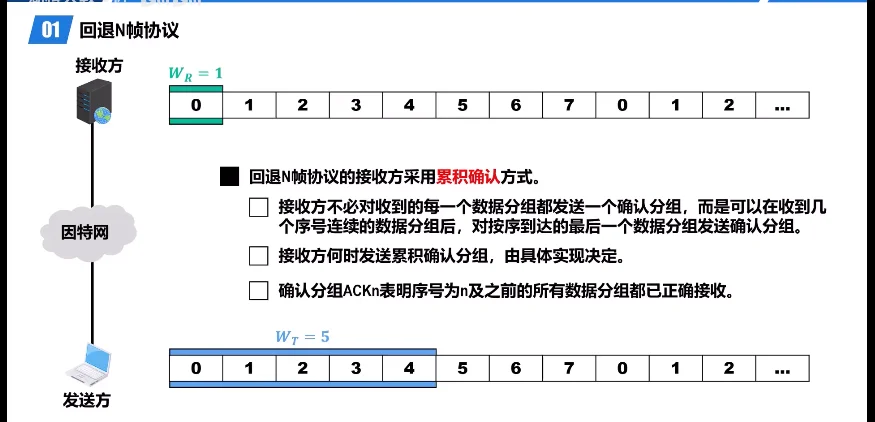 01 回退N帧协议
接收方
W_R = 1
0 1 2 3 4 5 6 7 0 1 2 ...
回退N帧协议的接收方采用累积确认方式。
接收方不必对收到的每一个数据分组都发送一个确认分组，而是可以在收到几
个序号连续的数据分组后，对按序到达的最后一个数据分组发送确认分组。
因特网
接收方何时发送累积确认分组，由具体实现决定。
确认分组ACKn表明序号为n及之前的所有数据分组都已正确接收。
W_T = 5
0 1 2 3 4 5 6 7 0 1 2 ...
发送方